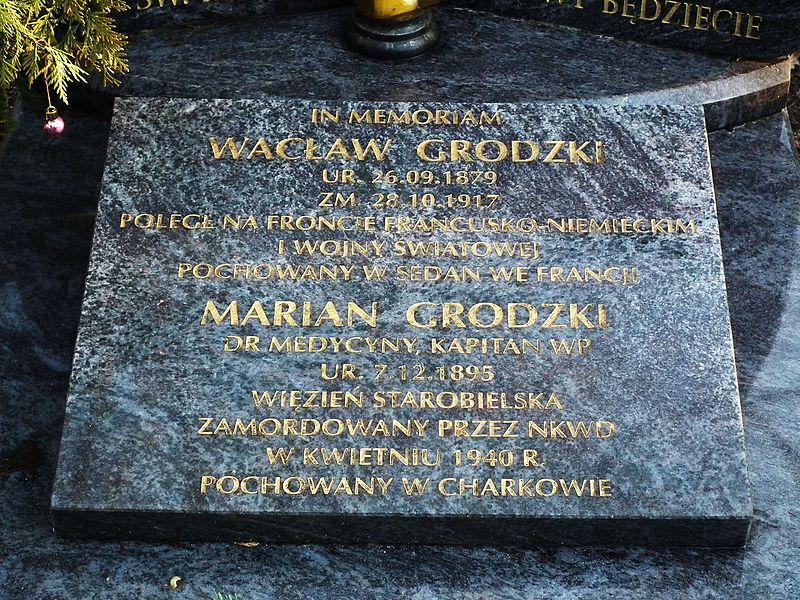 BĘDZIECIE
IN MEMORIAM
WACŁAW GRODZKI
UR. 26.09.1879
ZM. 28.10.1917
POLEGŁ NA FRONCIE FRANCUSKO-NIEMIECKIM
I WOJNY ŚWIATOWEJ
POCHOWANY W SEDAN WE FRANCJI
MARIAN GRODZKI
DR MEDYCYNY, KAPITAN WP
UR. 7.12.1895
WIĘZIEŃ STAROBIELSKA
ZAMORDOWANY PRZEZ NKWD
W KWIETNIU 1940 R.
POCHOWANY W CHARKOWIE